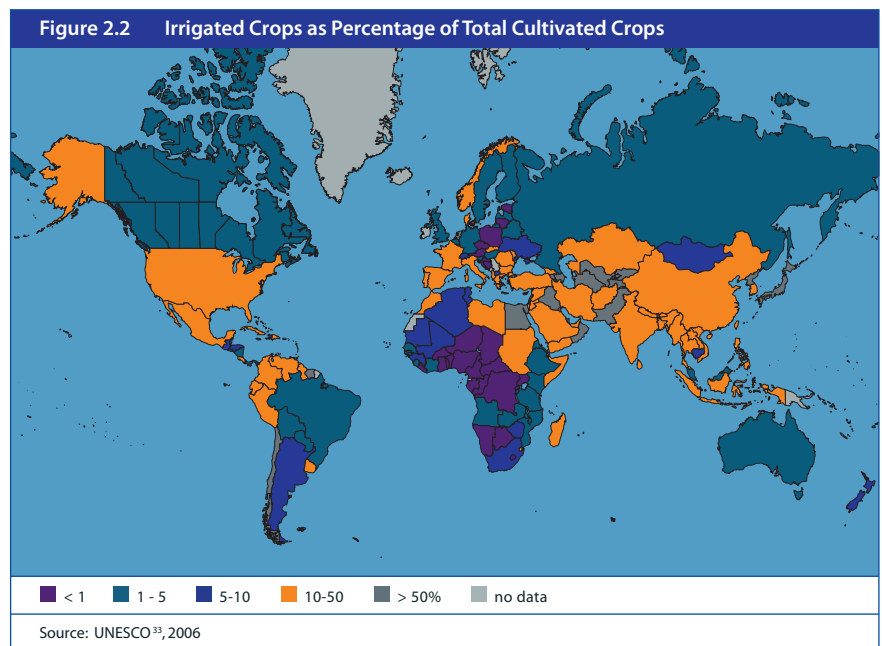 Figure 2.2 Irrigated Crops as Percentage of Total Cultivated Crops
< 1 1 - 5 5-10 10-50 > 50% no data
Source: UNESCO 33, 2006